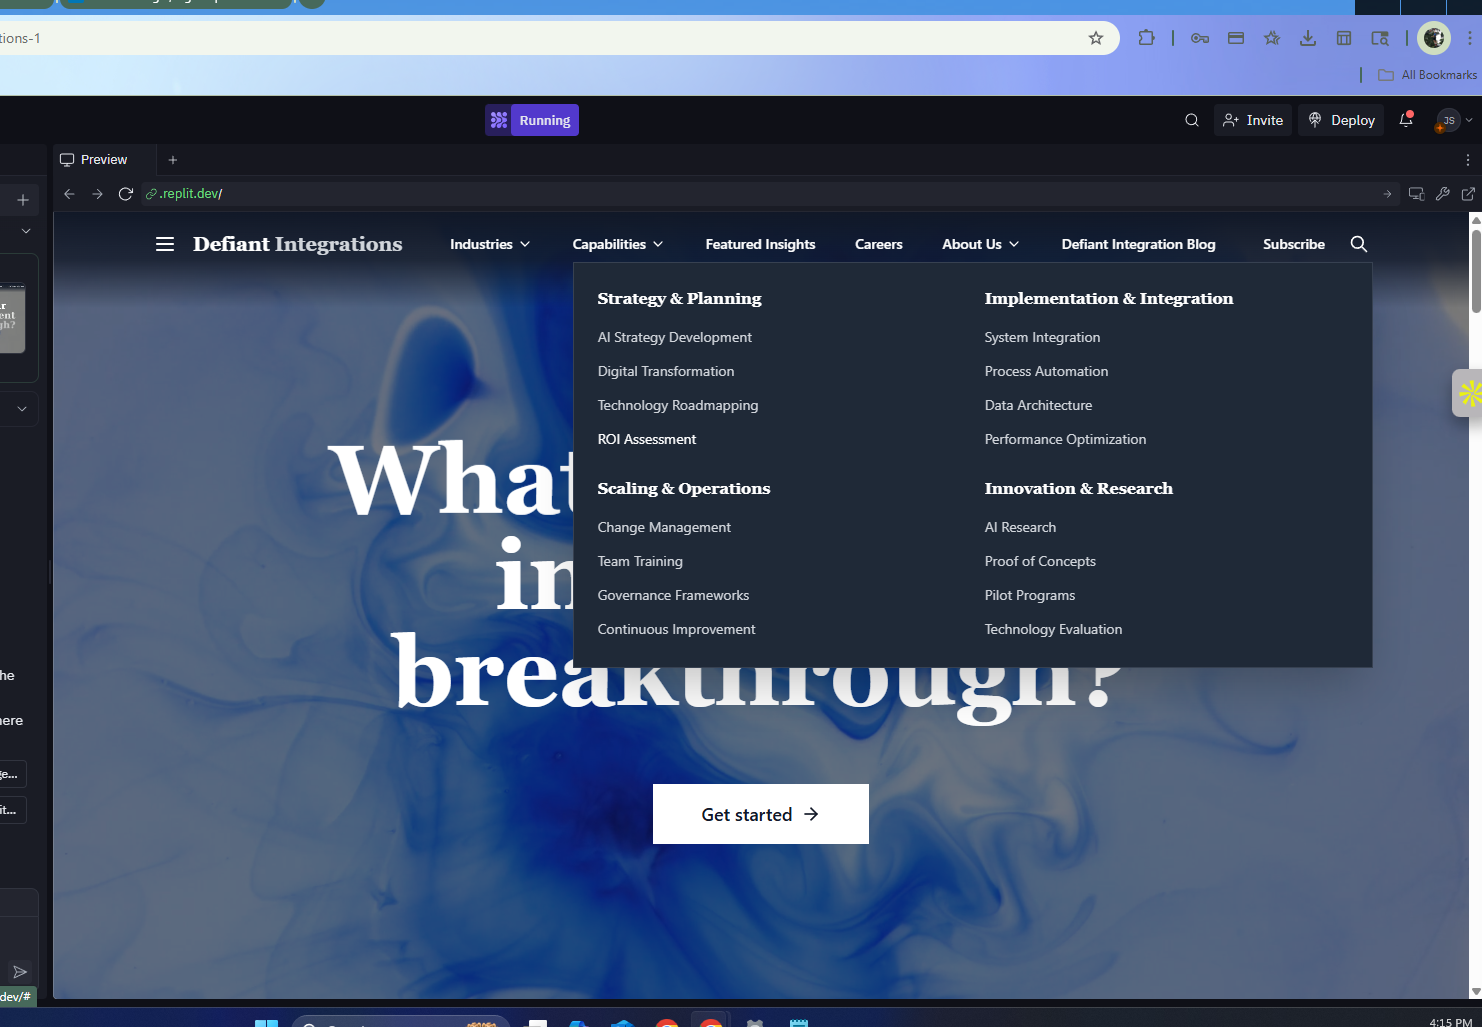 tions-1
All Bookmarks
Running
Invite
Deploy
JS
Preview
.replit.dev/
Defiant Integrations
Industries
Capabilities
Featured Insights
Careers
About Us
Defiant Integration Blog
Subscribe
Strategy & Planning
AI Strategy Development
Digital Transformation
Technology Roadmapping
ROI Assessment
Implementation & Integration
System Integration
Process Automation
Data Architecture
Performance Optimization
Scaling & Operations
Change Management
Team Training
Governance Frameworks
Continuous Improvement
Innovation & Research
AI Research
Proof of Concepts
Pilot Programs
Technology Evaluation
What
in
breakthrough?
Get started
he
ere
ge...
it...
dev/#
4:15 PM